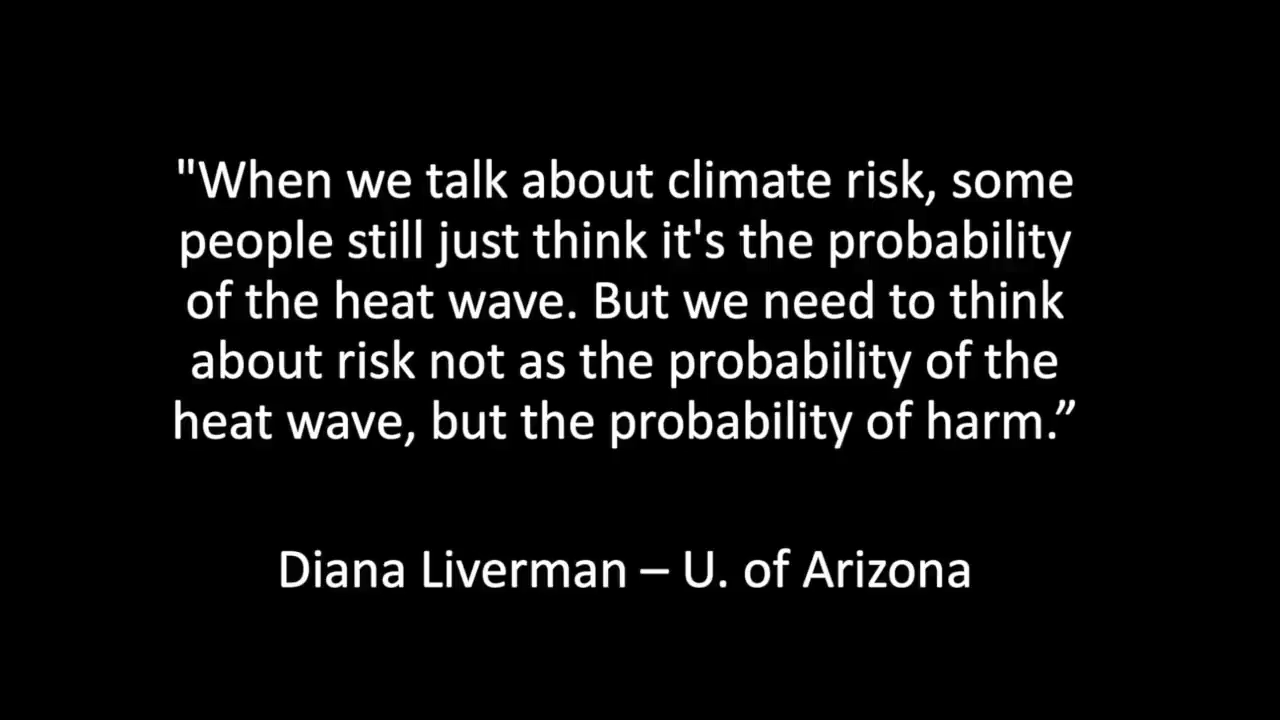 "When we talk about climate risk, some
people still just think it's the probability
of the heat wave. But we need to think
about risk not as the probability of the
heat wave, but the probability of harm.”
Diana Liverman – U. of Arizona